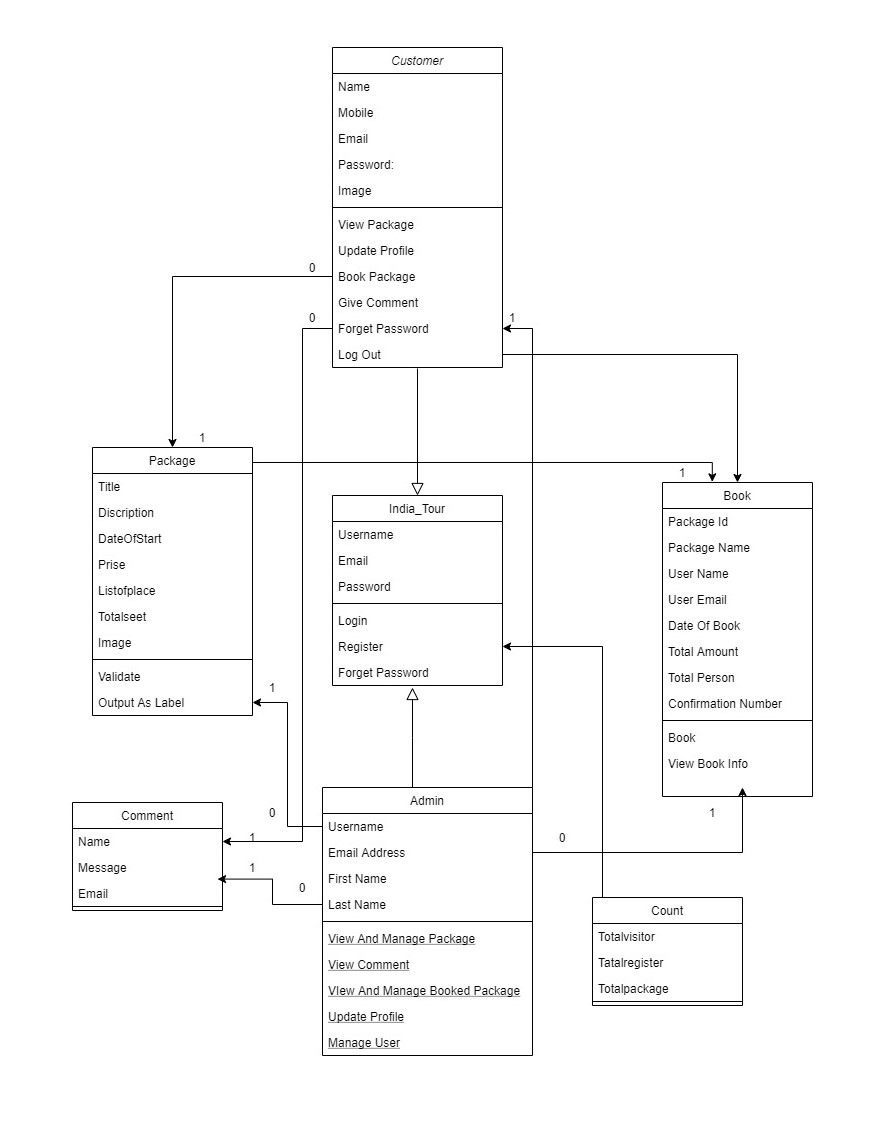 Customer
Name
Mobile
Email
Password:
Image
View Package
Update Profile
0
Book Package
Give Comment
0
Forget Password
1
Log Out
1
Package
Title
Discription
DateOfStart
Prise
Listofplace
Totalseet
Image
Validate
Output As Label
1
India_Tour
Username
Email
Password
Login
Register
Forget Password
1
Book
Package Id
Package Name
User Name
User Email
Date Of Book
Total Amount
Total Person
Confirmation Number
Book
View Book Info
1
0
Comment
Name
Message
Email
1
1
0
0
Admin
Username
Email Address
First Name
Last Name
View And Manage Package
View Comment
VIew And Manage Booked Package
Update Profile
Manage User
Count
Totalvisitor
Tatalregister
Totalpackage